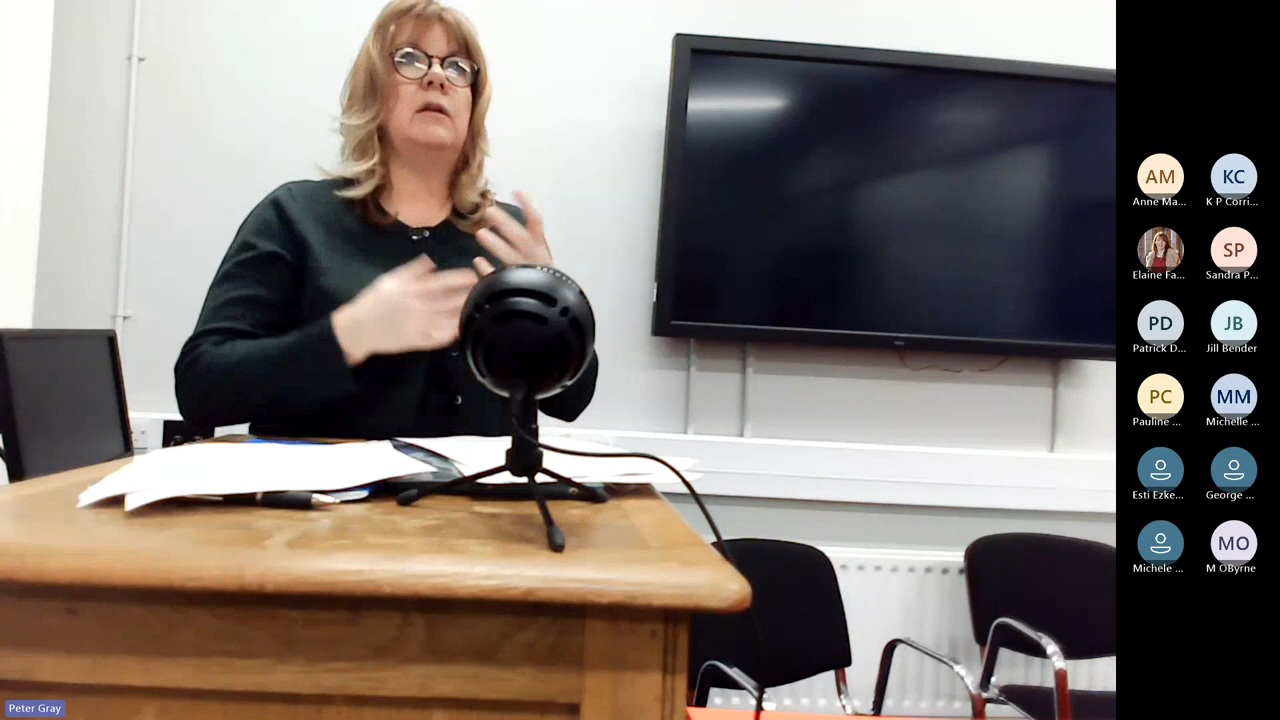 AM
KC
Anne Ma...
K P Corri...
SP
Elaine Fa...
Sandra P...
PD
JB
Patrick D...
Jill Bender
PC
MM
Pauline ...
Michelle ...
Esti Ezke...
George ...
MO
Michele ...
M OByrne
Peter Gray